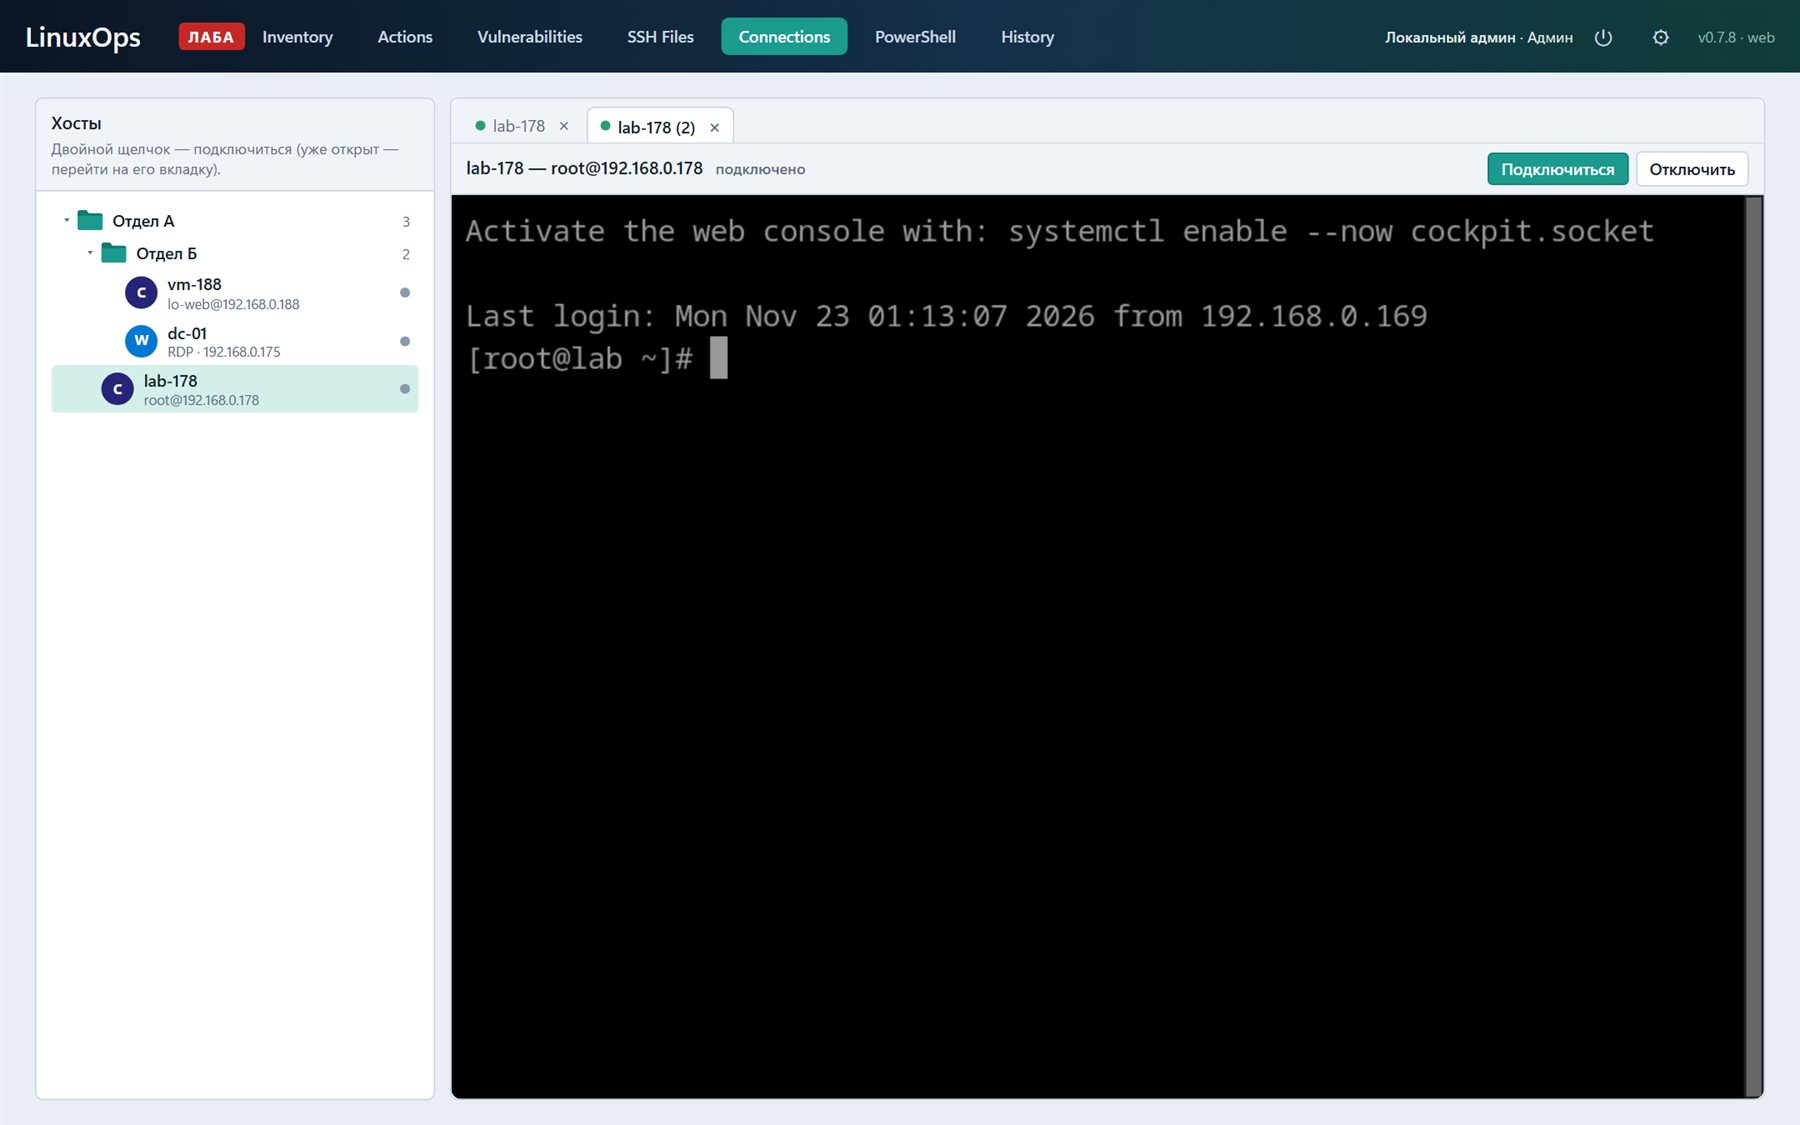 LinuxOps ЛАБА Inventory Actions Vulnerabilities SSH Files Connections PowerShell History Локальный админ · Админ v0.7.8 · web
Хосты
Двойной щелчок — подключиться (уже открыт —
перейти на его вкладку).
Отдел А 3
Отдел Б 2
C vm-188
lo-web@192.168.0.188
W dc-01
RDP · 192.168.0.175
C lab-178
root@192.168.0.178
lab-178 × lab-178 (2) ×
lab-178 — root@192.168.0.178 подключено Подключиться Отключить
Activate the web console with: systemctl enable --now cockpit.socket
Last login: Mon Nov 23 01:13:07 2026 from 192.168.0.169
[root@lab ~]#